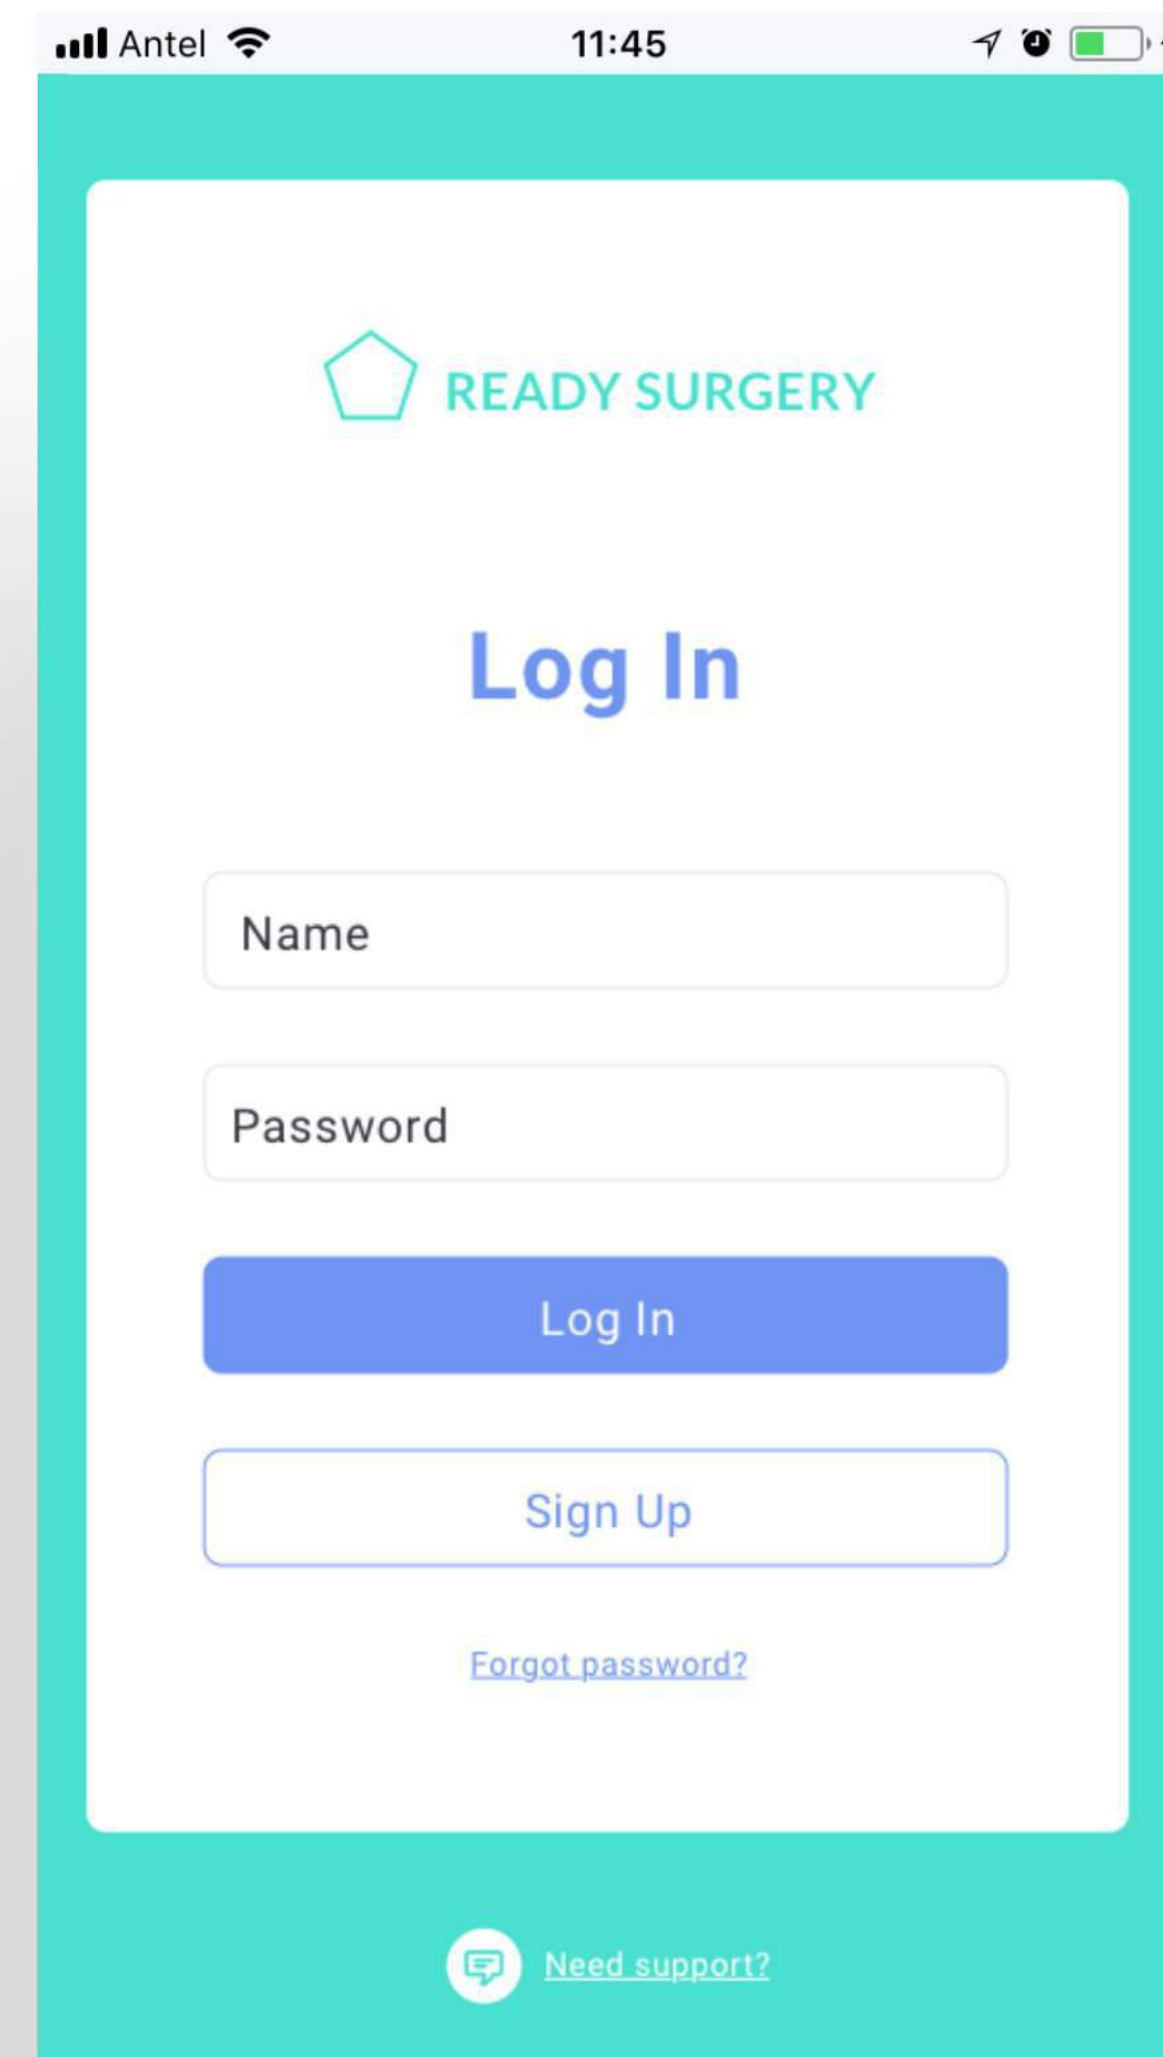 Antel 11:45
READY SURGERY
Log In
Name
Password
Log In
Sign Up
Forgot password?
Need support?